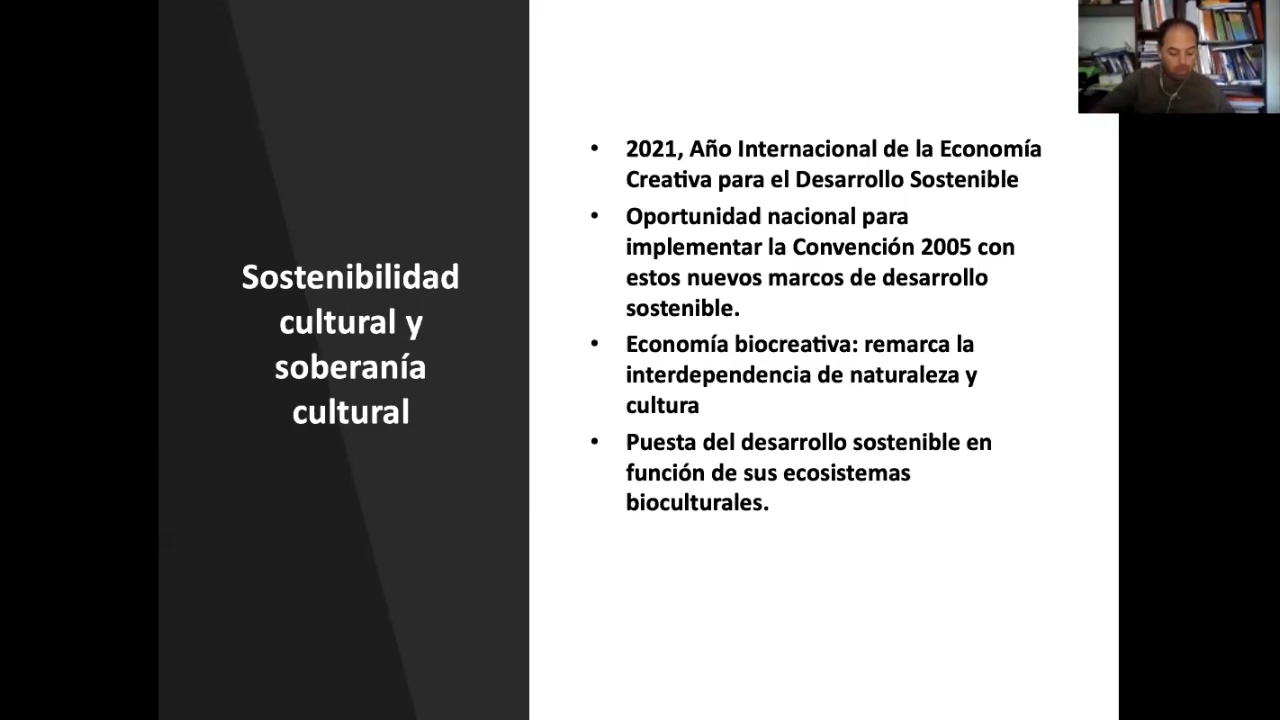 Sostenibilidad
cultural y
soberanía
cultural
• 2021, Año Internacional de la Economía
Creativa para el Desarrollo Sostenible
• Oportunidad nacional para
implementar la Convención 2005 con
estos nuevos marcos de desarrollo
sostenible.
• Economía biocreativa: remarca la
interdependencia de naturaleza y
cultura
• Puesta del desarrollo sostenible en
función de sus ecosistemas
bioculturales.